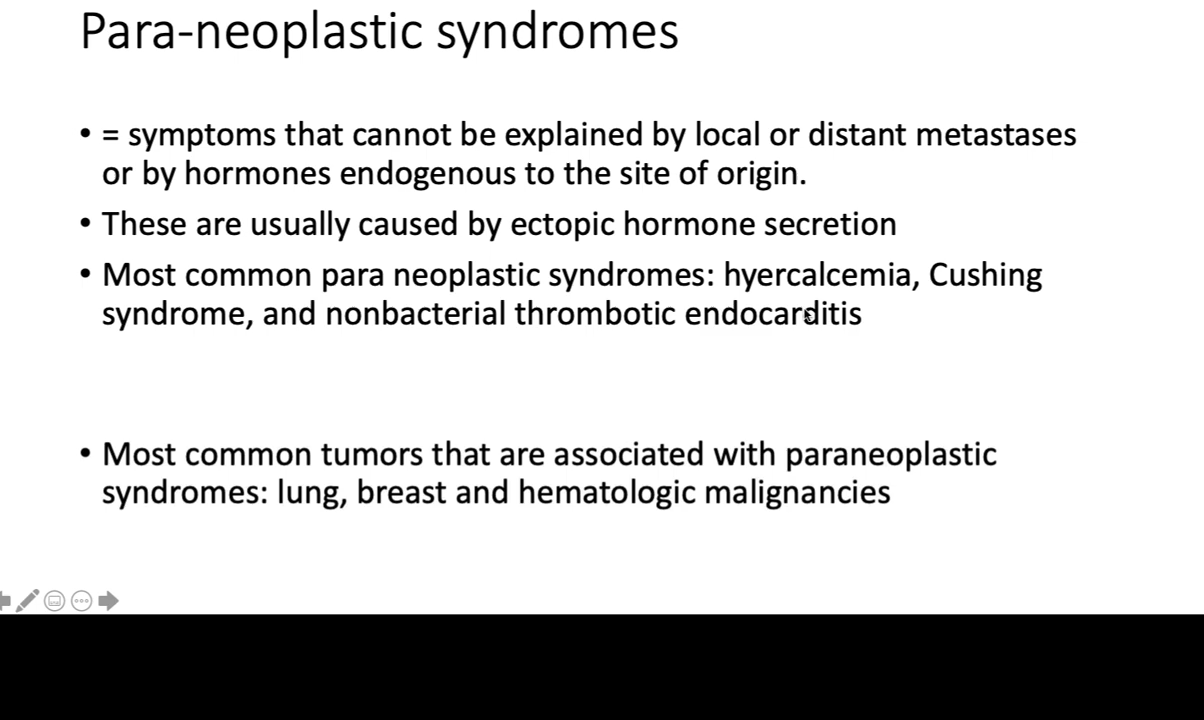 Para-neoplastic syndromes
• = symptoms that cannot be explained by local or distant metastases
or by hormones endogenous to the site of origin.
• These are usually caused by ectopic hormone secretion
• Most common para neoplastic syndromes: hyercalcemia, Cushing
syndrome, and nonbacterial thrombotic endocarditis
• Most common tumors that are associated with paraneoplastic
syndromes: lung, breast and hematologic malignancies